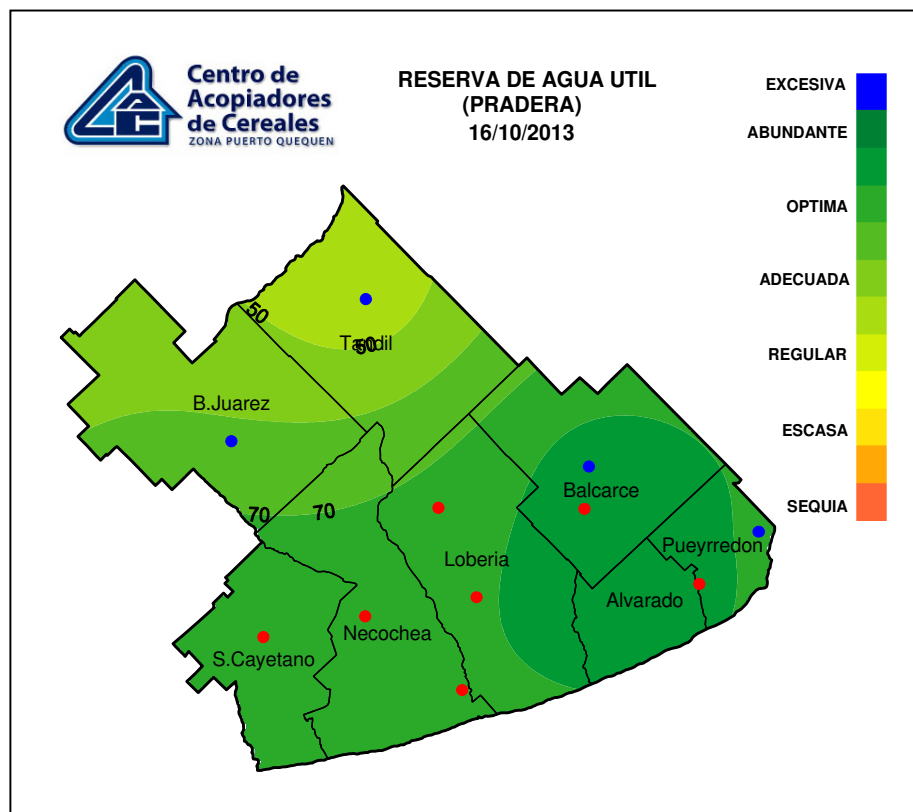 Centro de
Acopiadores
de Cereales
ZONA PUERTO QUEQUEN
RESERVA DE AGUA UTIL
(PRADERA)
16/10/2013
EXCESIVA
ABUNDANTE
OPTIMA
ADECUADA
REGULAR
ESCASA
SEQUIA
50
Tandil
B.Juarez
70
70
Balcarce
Pueyrredon
Loberia
Alvarado
Necochea
S.Cayetano